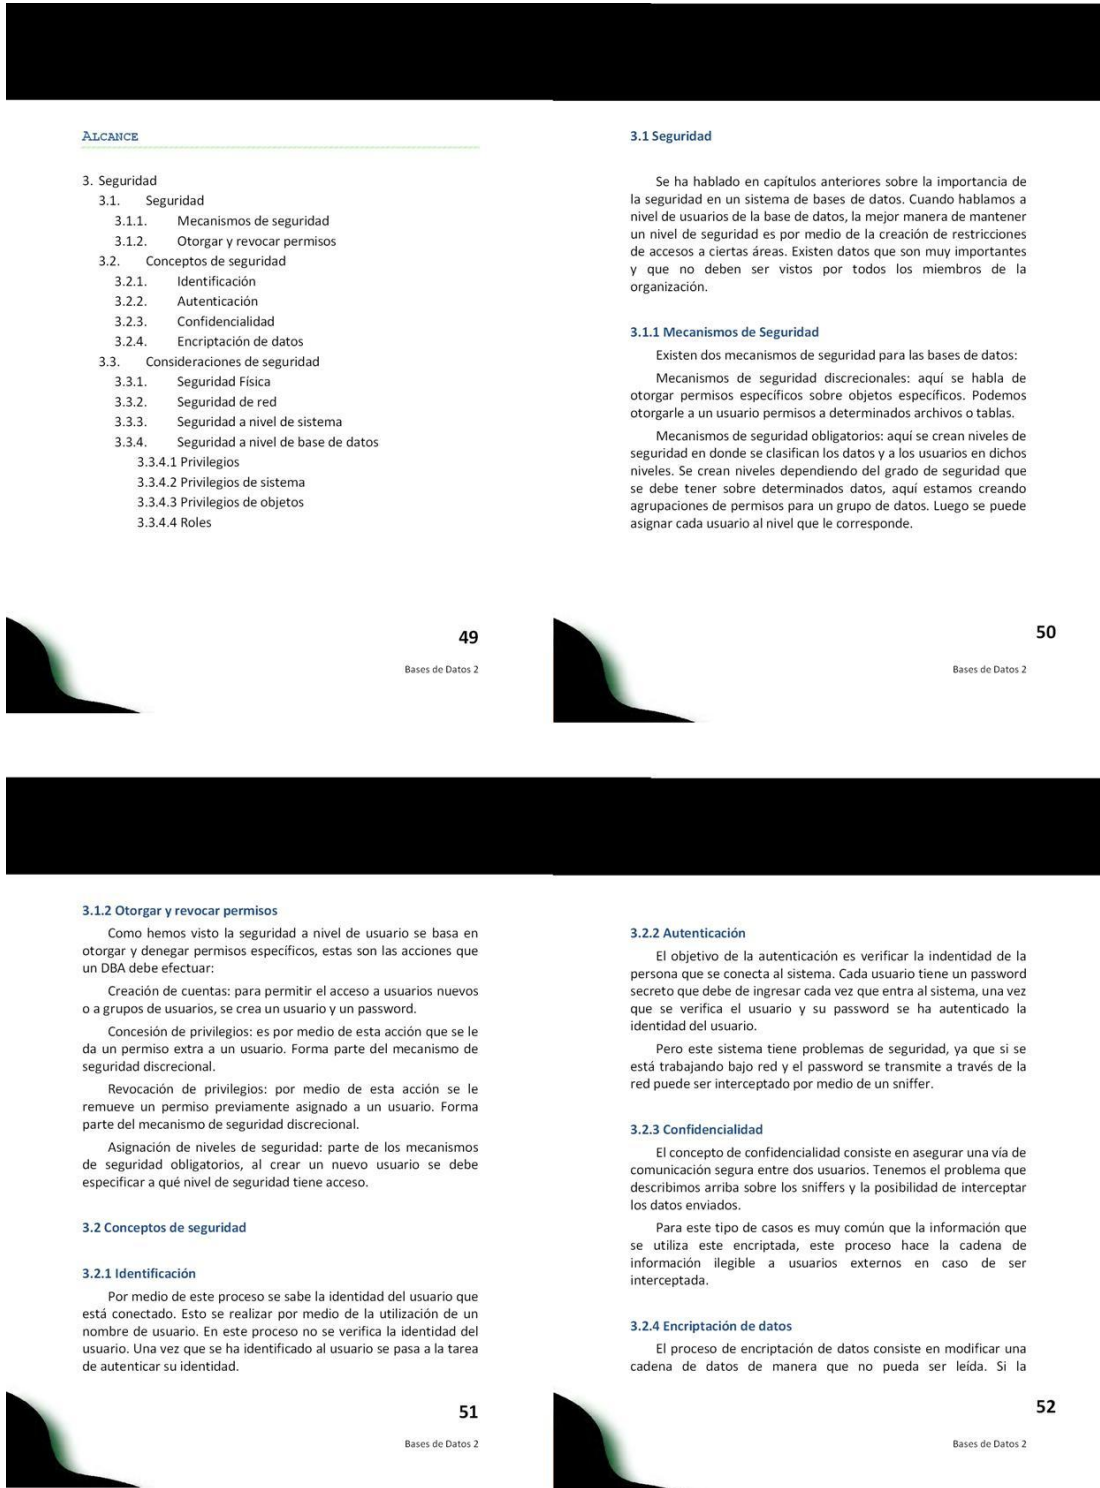 ALCANCE
3. Seguridad
3.1. Seguridad
3.1.1. Mecanismos de seguridad
3.1.2. Otorgar y revocar permisos
3.2. Conceptos de seguridad
3.2.1. Identificación
3.2.2. Autenticación
3.2.3. Confidencialidad
3.2.4. Encriptación de datos
3.3. Consideraciones de seguridad
3.3.1. Seguridad Física
3.3.2. Seguridad de red
3.3.3. Seguridad a nivel de sistema
3.3.4. Seguridad a nivel de base de datos
3.3.4.1 Privilegios
3.3.4.2 Privilegios de sistema
3.3.4.3 Privilegios de objetos
3.3.4.4 Roles
49
Bases de Datos 2
3.1 Seguridad
Se ha hablado en capítulos anteriores sobre la importancia de
la seguridad en un sistema de bases de datos. Cuando hablamos a
nivel de usuarios de la base de datos, la mejor manera de mantener
un nivel de seguridad es por medio de la creación de restricciones
de accesos a ciertas áreas. Existen datos que son muy importantes
y que no deben ser vistos por todos los miembros de la
organización.
3.1.1 Mecanismos de Seguridad
Existen dos mecanismos de seguridad para las bases de datos:
Mecanismos de seguridad discrecionales: aquí se habla de
otorgar permisos específicos sobre objetos específicos. Podemos
otorgarle a un usuario permisos a determinados archivos o tablas.
Mecanismos de seguridad obligatorios: aquí se crean niveles de
seguridad en donde se clasifican los datos y a los usuarios en dichos
niveles. Se crean niveles dependiendo del grado de seguridad que
se debe tener sobre determinados datos, aquí estamos creando
agrupaciones de permisos para un grupo de datos. Luego se puede
asignar cada usuario al nivel que le corresponde.
50
Bases de Datos 2
3.1.2 Otorgar y revocar permisos
Como hemos visto la seguridad a nivel de usuario se basa en
otorgar y denegar permisos específicos, estas son las acciones que
un DBA debe efectuar:
Creación de cuentas: para permitir el acceso a usuarios nuevos
o a grupos de usuarios, se crea un usuario y un password.
Concesión de privilegios: es por medio de esta acción que se le
da un permiso extra a un usuario. Forma parte del mecanismo de
seguridad discrecional.
Revocación de privilegios: por medio de esta acción se le
remueve un permiso previamente asignado a un usuario. Forma
parte del mecanismo de seguridad discrecional.
Asignación de niveles de seguridad: parte de los mecanismos
de seguridad obligatorios, al crear un nuevo usuario se debe
especificar a qué nivel de seguridad tiene acceso.
3.2 Conceptos de seguridad
3.2.1 Identificación
Por medio de este proceso se sabe la identidad del usuario que
está conectado. Esto se realizar por medio de la utilización de un
nombre de usuario. En este proceso no se verifica la identidad del
usuario. Una vez que se ha identificado al usuario se pasa a la tarea
de autenticar su identidad.
51
Bases de Datos 2
3.2.2 Autenticación
El objetivo de la autenticación es verificar la indentidad de la
persona que se conecta al sistema. Cada usuario tiene un password
secreto que debe de ingresar cada vez que entra al sistema, una vez
que se verifica el usuario y su password se ha autenticado la
identidad del usuario.
Pero este sistema tiene problemas de seguridad, ya que si se
está trabajando bajo red y el password se transmite a través de la
red puede ser interceptado por medio de un sniffer.
3.2.3 Confidencialidad
El concepto de confidencialidad consiste en asegurar una vía de
comunicación segura entre dos usuarios. Tenemos el problema que
describimos arriba sobre los sniffers y la posibilidad de interceptar
los datos enviados.
Para este tipo de casos es muy común que la información que
se utiliza este encriptada, este proceso hace la cadena de
información ilegible a usuarios externos en caso de ser
interceptada.
3.2.4 Encriptación de datos
El proceso de encriptación de datos consiste en modificar una
cadena de datos de manera que no pueda ser leída. Si la
52
Bases de Datos 2